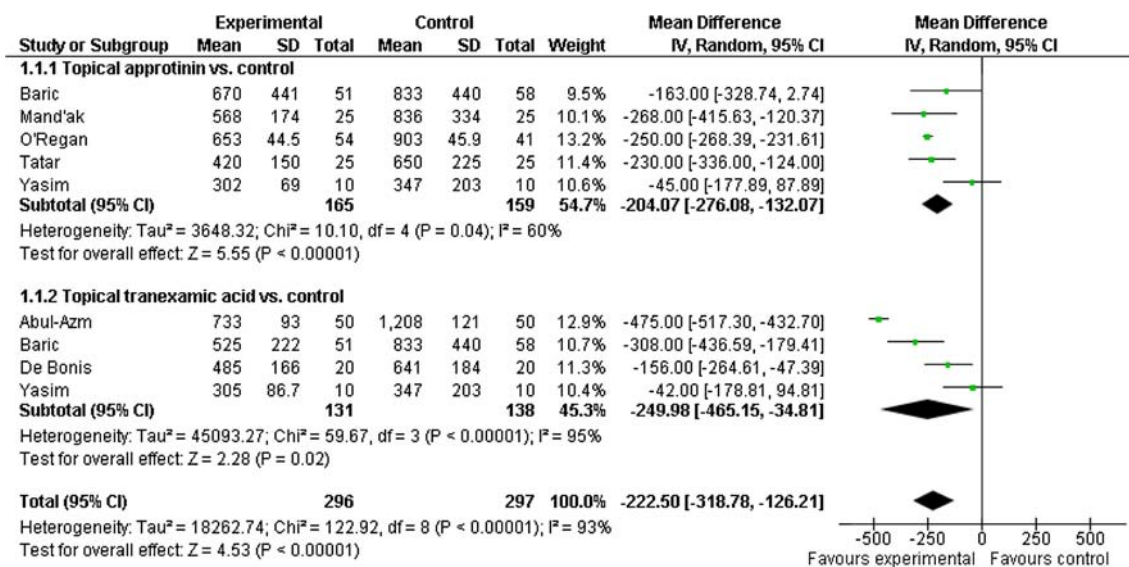 Experimental Control Mean Difference Mean Difference
Study or Subgroup Mean SD Total Mean SD Total Weight IV, Random, 95% CI IV, Random, 95% CI
1.1.1 Topical approtinin vs. control
Baric 670 441 51 833 440 58 9.5% -163.00 [-328.74, 2.74]
Mand'ak 568 174 25 836 334 25 10.1% -268.00 [-415.63, -120.37]
O'Regan 653 44.5 54 903 45.9 41 13.2% -250.00 [-268.39, -231.61]
Tatar 420 150 25 650 225 25 11.4% -230.00 [-336.00, -124.00]
Yasim 302 69 10 347 203 10 10.6% -45.00 [-177.89, 87.89]
Subtotal (95% CI) 165 159 54.7% -204.07 [-276.08, -132.07]
Heterogeneity: Tau² = 3648.32; Chi² = 10.10, df = 4 (P = 0.04); I² = 60%
Test for overall effect: Z = 5.55 (P < 0.00001)
1.1.2 Topical tranexamic acid vs. control
Abul-Azm 733 93 50 1,208 121 50 12.9% -475.00 [-517.30, -432.70]
Baric 525 222 51 833 440 58 10.7% -308.00 [-436.59, -179.41]
De Bonis 485 166 20 641 184 20 11.3% -156.00 [-264.61, -47.39]
Yasim 305 86.7 10 347 203 10 10.4% -42.00 [-178.81, 94.81]
Subtotal (95% CI) 131 138 45.3% -249.98 [-465.15, -34.81]
Heterogeneity: Tau² = 45093.27; Chi² = 59.67, df = 3 (P < 0.00001); I² = 95%
Test for overall effect: Z = 2.28 (P = 0.02)
Total (95% CI) 296 297 100.0% -222.50 [-318.78, -126.21]
Heterogeneity: Tau² = 18262.74; Chi² = 122.92, df = 8 (P < 0.00001); I² = 93%
Test for overall effect: Z = 4.53 (P < 0.00001)
-500 -250 0 250 500
Favours experimental Favours control